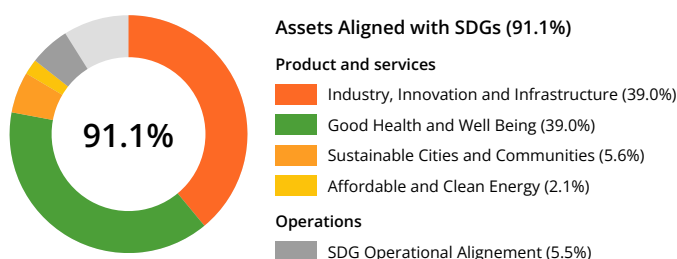 Assets Aligned with SDGs (91.1%)
Product and services
Industry, Innovation and Infrastructure (39.0%)
Good Health and Well Being (39.0%)
Sustainable Cities and Communities (5.6%)
Affordable and Clean Energy (2.1%)
Operations
SDG Operational Alignement (5.5%)
91.1%